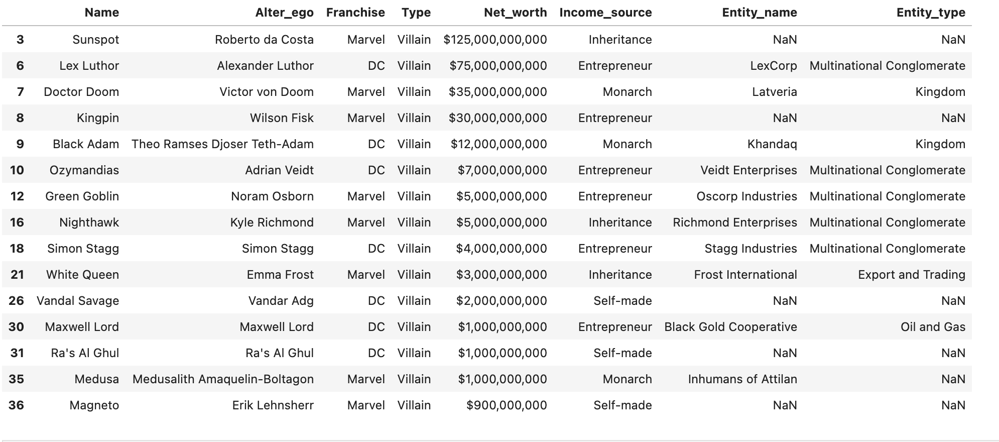 Name Alter_ego Franchise Type Net_worth Income_source Entity_name Entity_type
3 Sunspot Roberto da Costa Marvel Villain $125,000,000,000 Inheritance NaN NaN
6 Lex Luthor Alexander Luthor DC Villain $75,000,000,000 Entrepreneur LexCorp Multinational Conglomerate
7 Doctor Doom Victor von Doom Marvel Villain $35,000,000,000 Monarch Latveria Kingdom
8 Kingpin Wilson Fisk Marvel Villain $30,000,000,000 Entrepreneur NaN NaN
9 Black Adam Theo Ramses Djoser Teth-Adam DC Villain $12,000,000,000 Monarch Khandaq Kingdom
10 Ozymandias Adrian Veidt DC Villain $7,000,000,000 Entrepreneur Veidt Enterprises Multinational Conglomerate
12 Green Goblin Noram Osborn Marvel Villain $5,000,000,000 Entrepreneur Oscorp Industries Multinational Conglomerate
16 Nighthawk Kyle Richmond Marvel Villain $5,000,000,000 Inheritance Richmond Enterprises Multinational Conglomerate
18 Simon Stagg Simon Stagg DC Villain $4,000,000,000 Entrepreneur Stagg Industries Multinational Conglomerate
21 White Queen Emma Frost Marvel Villain $3,000,000,000 Inheritance Frost International Export and Trading
26 Vandal Savage Vandar Adg DC Villain $2,000,000,000 Self-made NaN NaN
30 Maxwell Lord Maxwell Lord DC Villain $1,000,000,000 Entrepreneur Black Gold Cooperative Oil and Gas
31 Ra's Al Ghul Ra's Al Ghul DC Villain $1,000,000,000 Self-made NaN NaN
35 Medusa Medusalith Amaquelin-Boltagon Marvel Villain $1,000,000,000 Monarch Inhumans of Attilan NaN
36 Magneto Erik Lehnsherr Marvel Villain $900,000,000 Self-made NaN NaN